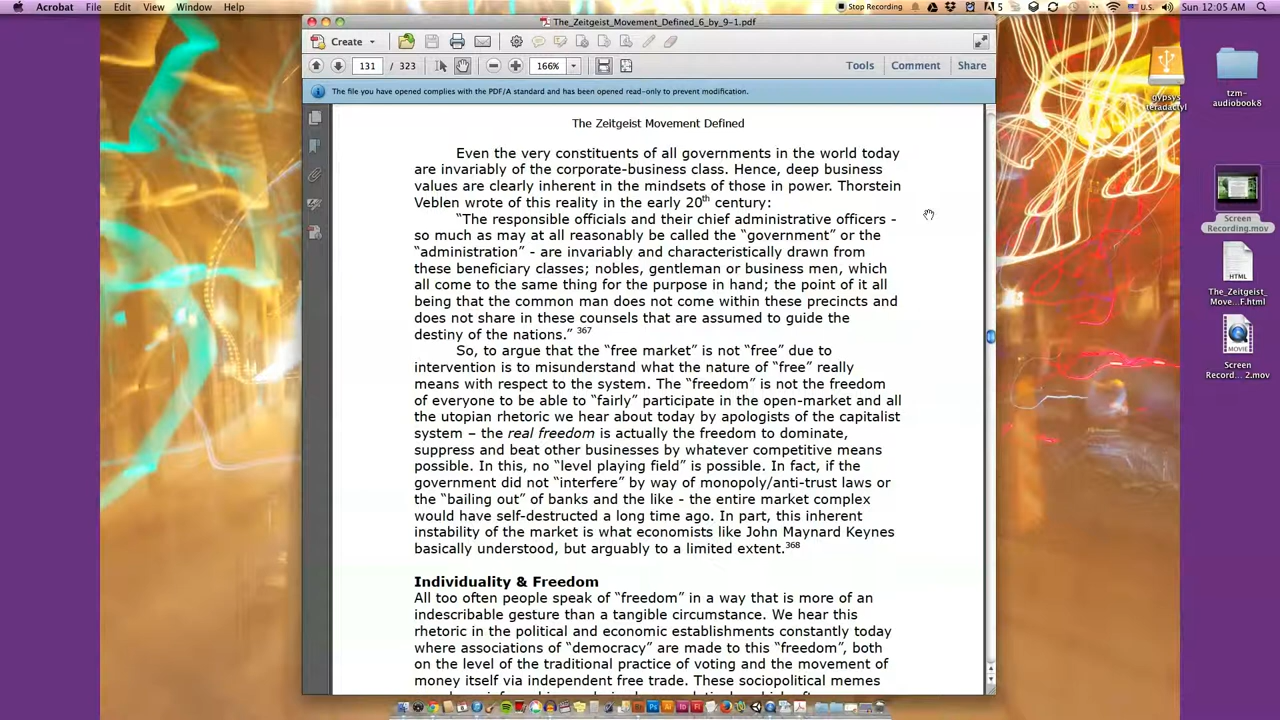 Acrobat File Edit View Window Help
Stop Recording 5 U.S. Sun 12:05 AM
The_Zeitgeist_Movement_Defined_6_by_9-1.pdf
Create
131 / 323 166% Tools Comment Share
The file you have opened complies with the PDF/A standard and has been opened read-only to prevent modification.
The Zeitgeist Movement Defined
Even the very constituents of all governments in the world today
are invariably of the corporate-business class. Hence, deep business
values are clearly inherent in the mindsets of those in power. Thorstein
Veblen wrote of this reality in the early 20th century:
“The responsible officials and their chief administrative officers -
so much as may at all reasonably be called the “government” or the
“administration” - are invariably and characteristically drawn from
these beneficiary classes; nobles, gentleman or business men, which
all come to the same thing for the purpose in hand; the point of it all
being that the common man does not come within these precincts and
does not share in these counsels that are assumed to guide the
destiny of the nations.” 367
So, to argue that the “free market” is not “free” due to
intervention is to misunderstand what the nature of “free” really
means with respect to the system. The “freedom” is not the freedom
of everyone to be able to “fairly” participate in the open-market and all
the utopian rhetoric we hear about today by apologists of the capitalist
system – the real freedom is actually the freedom to dominate,
suppress and beat other businesses by whatever competitive means
possible. In this, no “level playing field” is possible. In fact, if the
government did not “interfere” by way of monopoly/anti-trust laws or
the “bailing out” of banks and the like - the entire market complex
would have self-destructed a long time ago. In part, this inherent
instability of the market is what economists like John Maynard Keynes
basically understood, but arguably to a limited extent.368
Individuality & Freedom
All too often people speak of “freedom” in a way that is more of an
indescribable gesture than a tangible circumstance. We hear this
rhetoric in the political and economic establishments constantly today
where associations of “democracy” are made to this “freedom”, both
on the level of the traditional practice of voting and the movement of
money itself via independent free trade. These sociopolitical memes
gypsys
teradactyl
tzm-
audiobook8
Screen
Recording.mov
HTML
The_Zeitgeist_
Move...F.html
MOVIE
Screen
Record... 2.mov